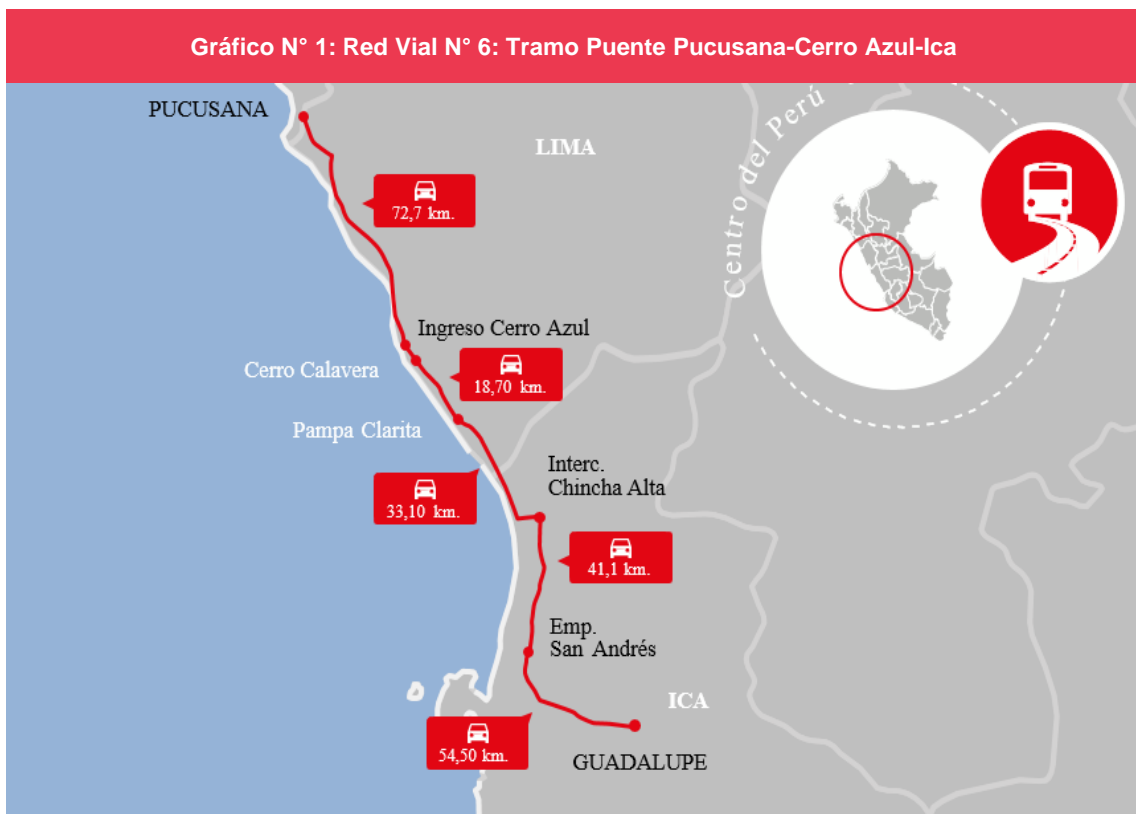 Gráfico N° 1: Red Vial N° 6: Tramo Puente Pucusana-Cerro Azul-Ica
PUCUSANA
LIMA
Centro del Perú
72,7 km.
Ingreso Cerro Azul
Cerro Calavera
18,70 km.
Pampa Clarita
Interc.
Chincha Alta
33,10 km.
41,1 km.
Emp.
San Andrés
ICA
54,50 km.
GUADALUPE